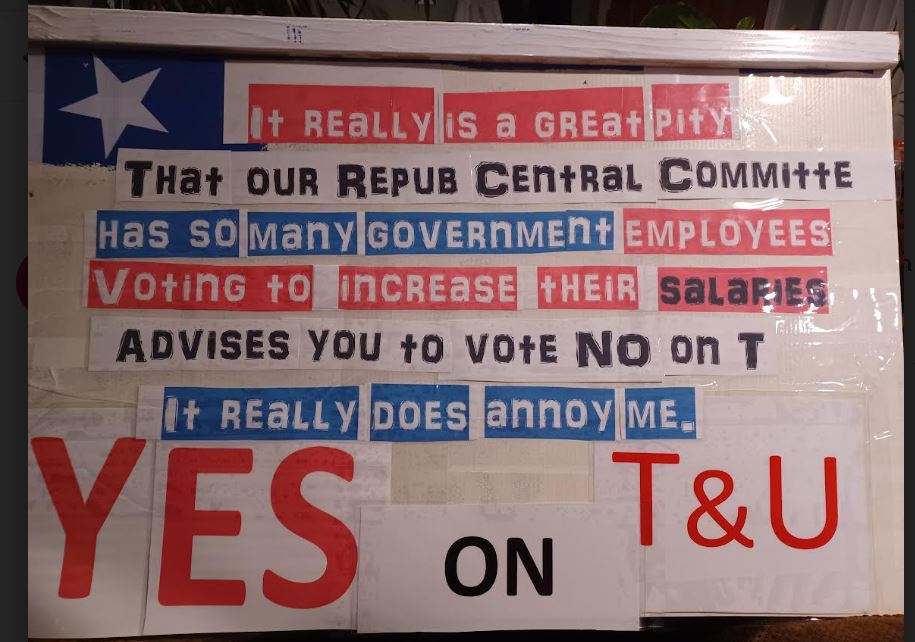 It REALLY is a GREat Pity
THat OUR REPUB CENtRAL COMMittE
Has so many GOVERNMENt EMPLOYEES
Voting to inCREASE tHEiR SalaRiES
ADVISES you to votE NO on T
It REALLY DOES annoy ME.
YES ON T&U